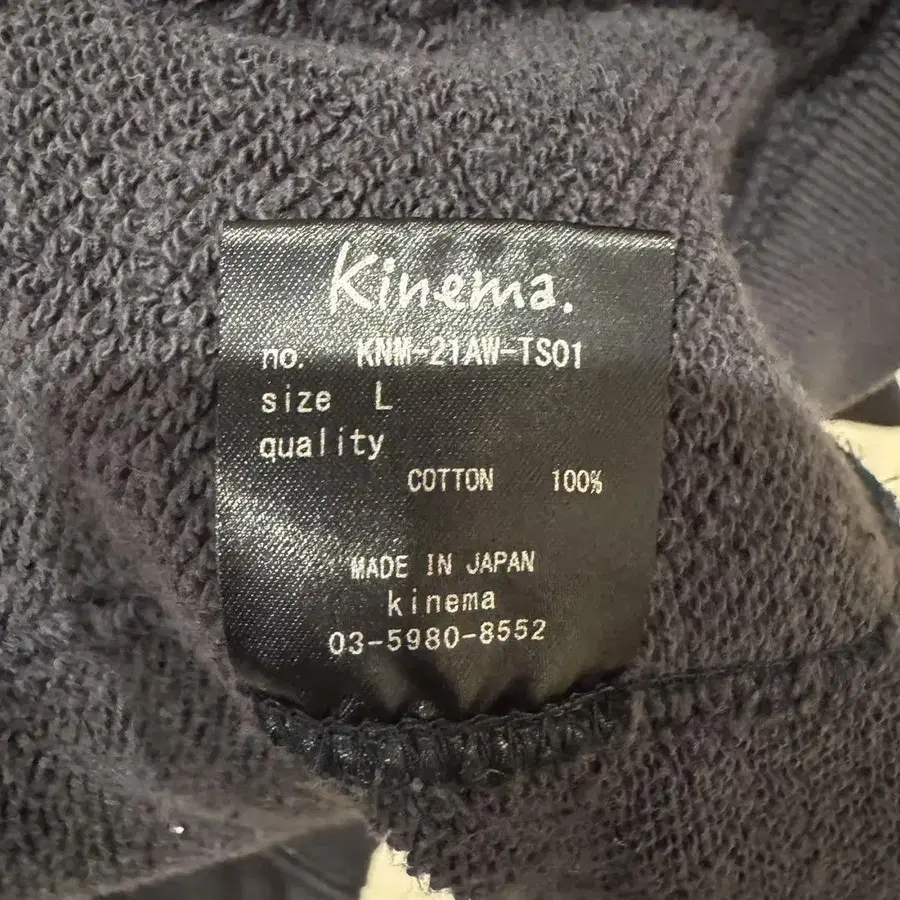 Kinema.
no. KNM-21AW-TS01
size L
quality
COTTON 100%
MADE IN JAPAN
kinema
03-5980-8552